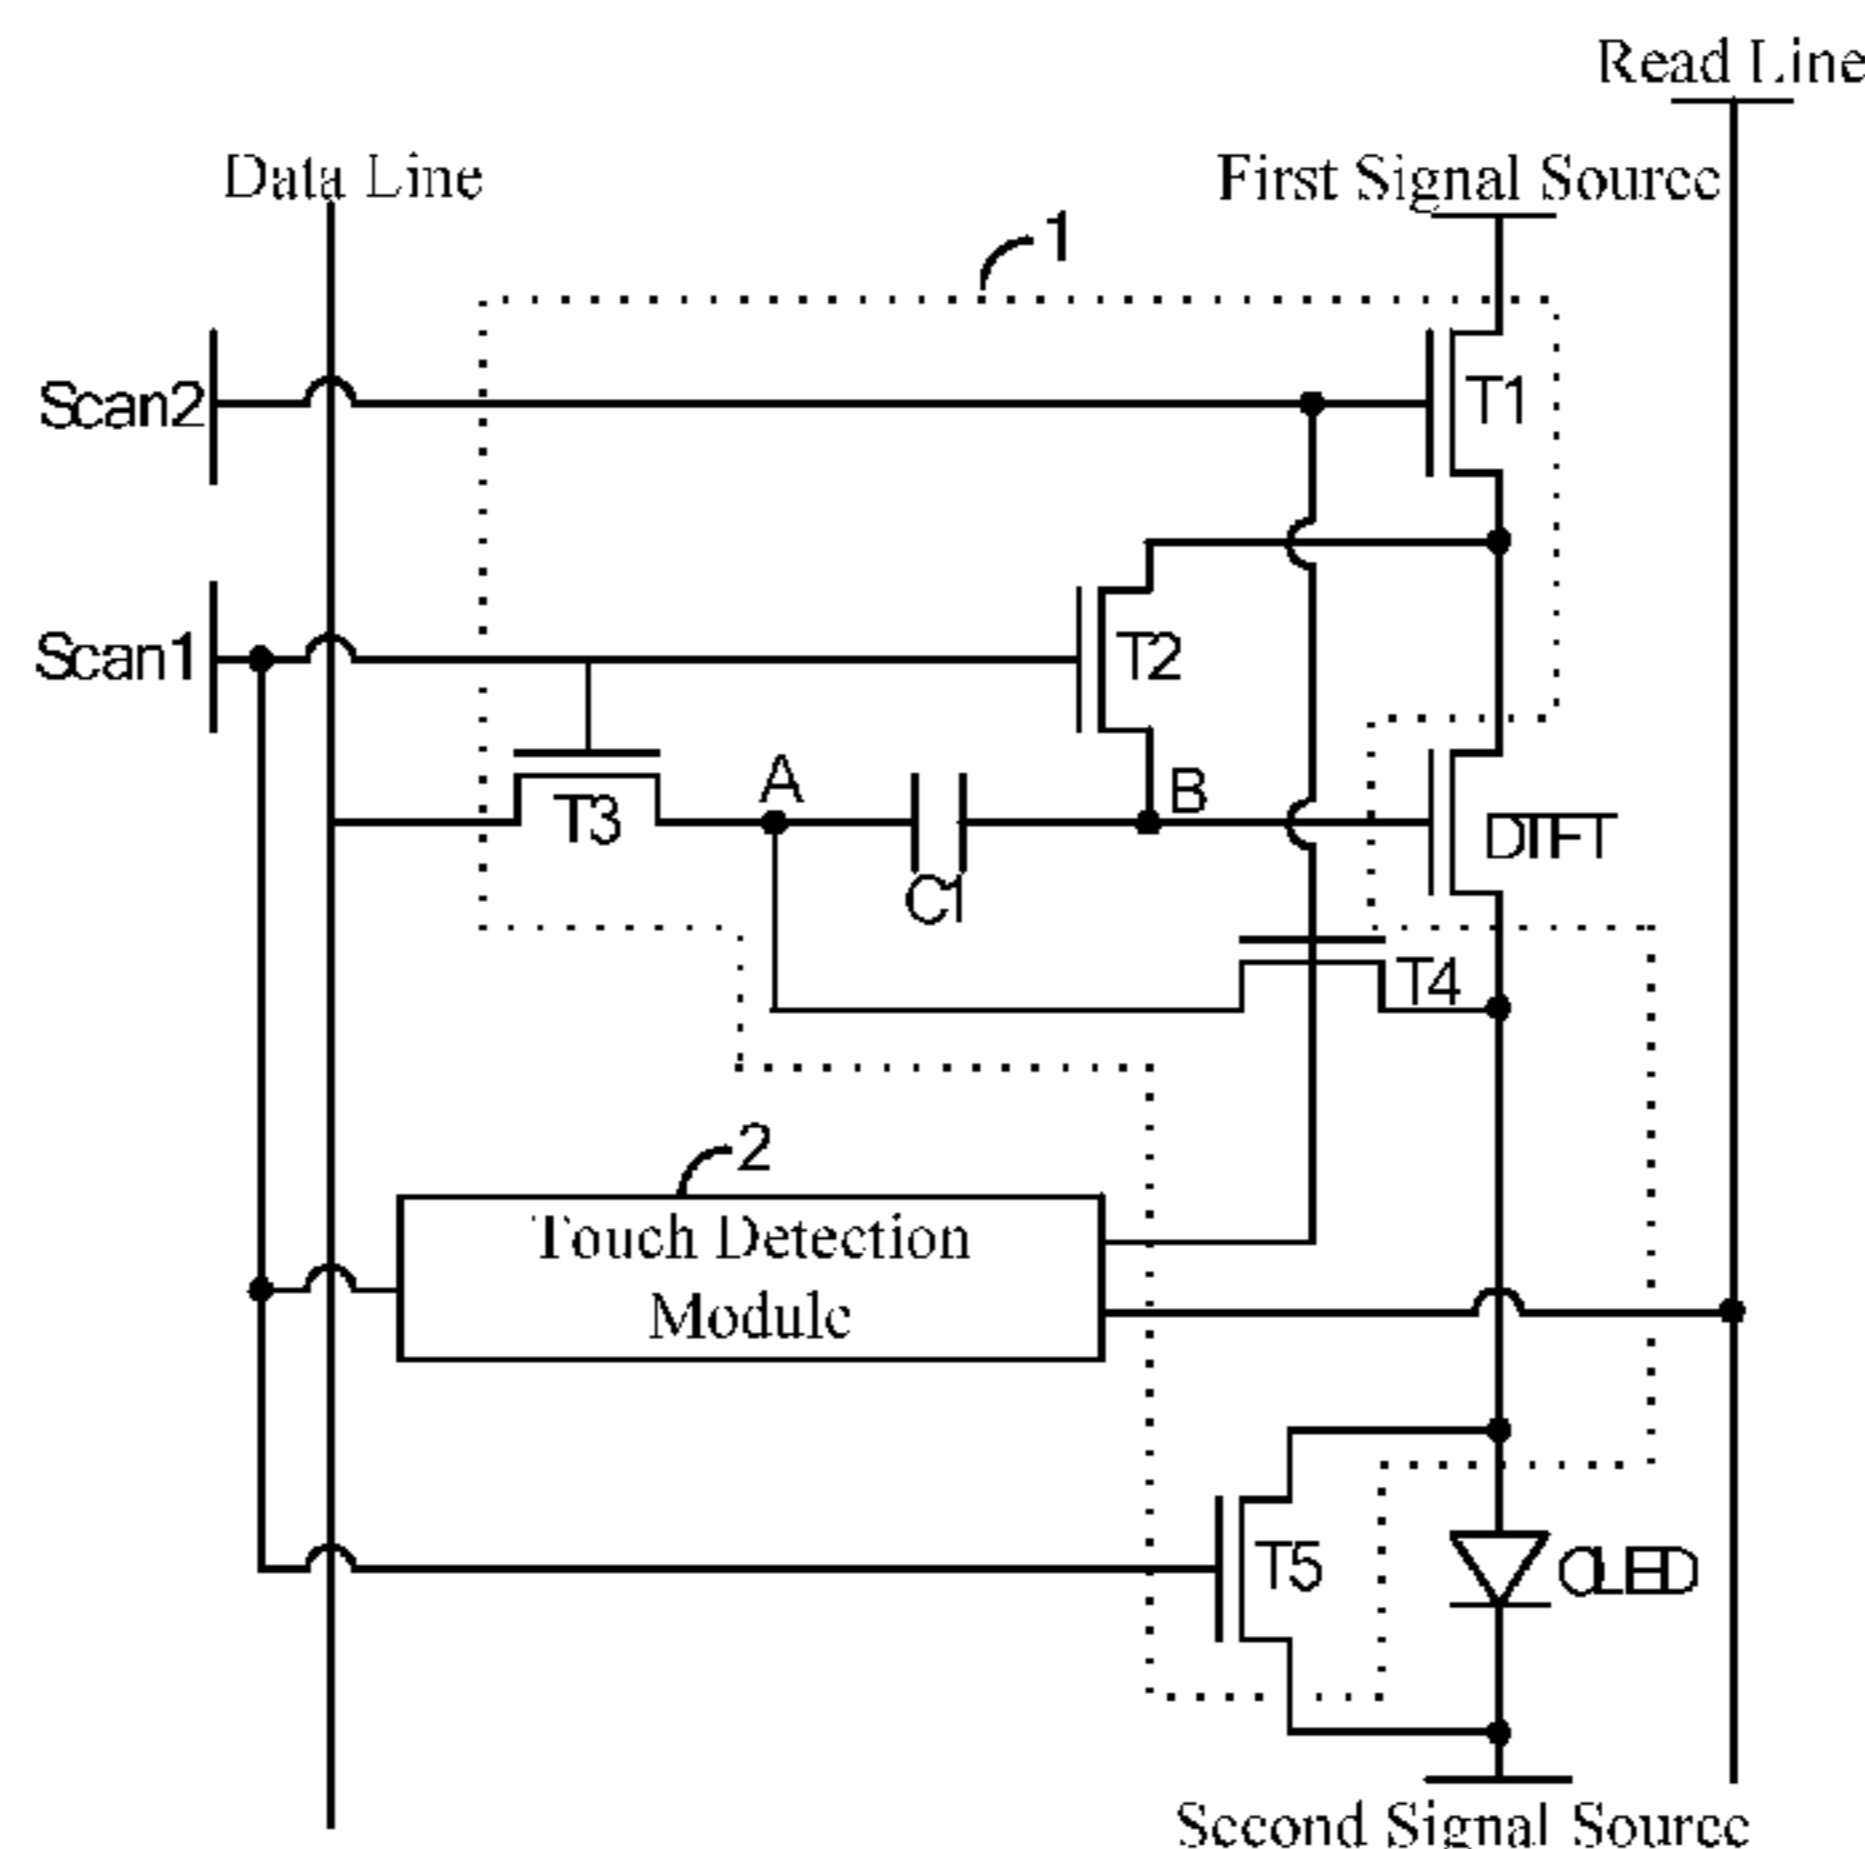 Read Line
Data Line
First Signal Source
1
Scan2
T1
Scan1
T2
A
B
T3
DTFT
C1
T4
2
Touch Detection
Module
T5
OLED
Second Signal Source